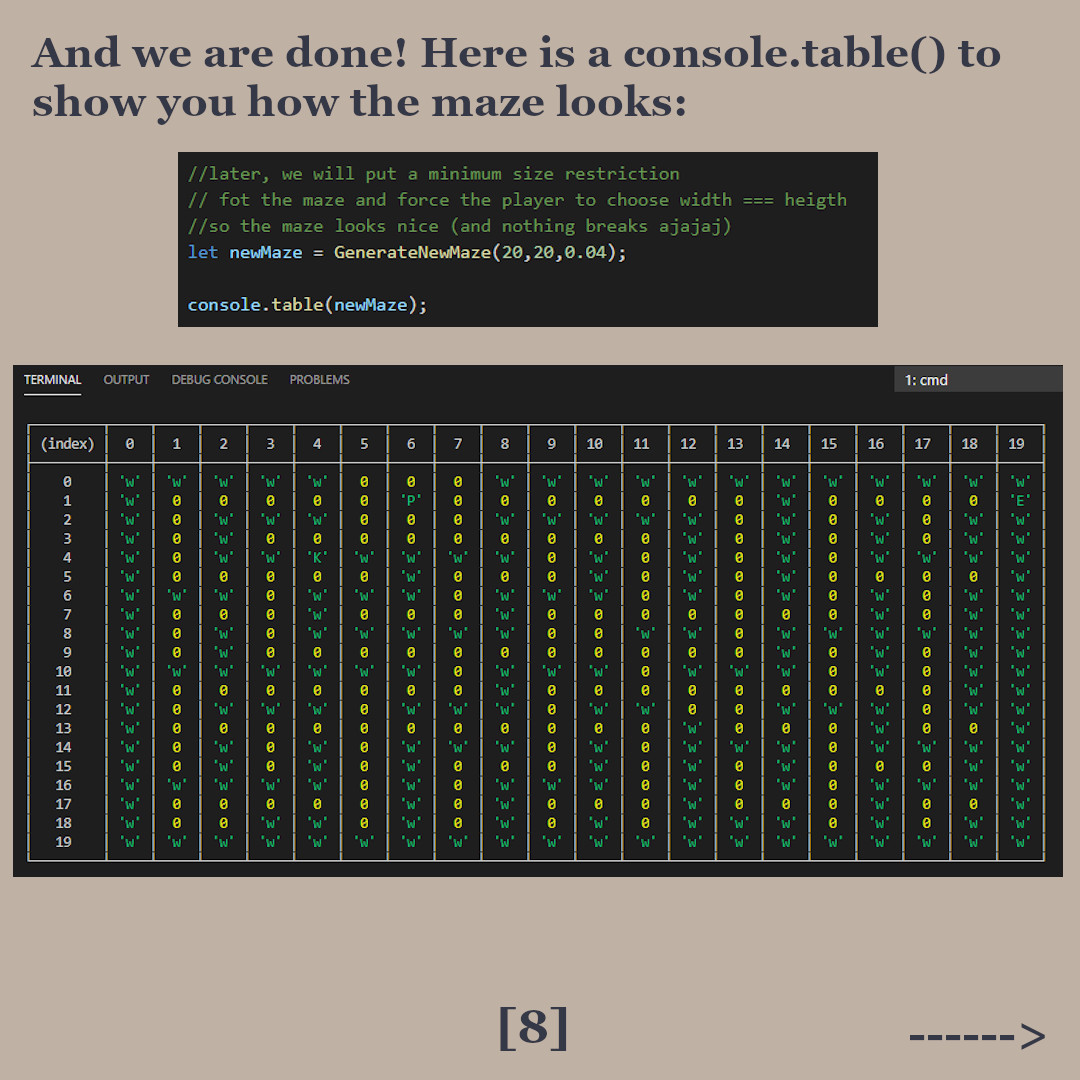 And we are done! Here is a console.table() to
show you how the maze looks:
//later, we will put a minimum size restriction
// fot the maze and force the player to choose width === heigth
//so the maze looks nice (and nothing breaks ajajaj)
let newMaze = GenerateNewMaze(20,20,0.04);
console.table(newMaze);
TERMINAL OUTPUT DEBUG CONSOLE PROBLEMS 1: cmd
(index) 0 1 2 3 4 5 6 7 8 9 10 11 12 13 14 15 16 17 18 19
0 'w' 'w' 'w' 'w' 'w' 0 0 0 'w' 'w' 'w' 'w' 'w' 'w' 'w' 'w' 'w' 'w' 'w' 'w'
1 'w' 0 0 0 0 0 'P' 0 0 0 0 0 0 0 'w' 0 0 0 0 'E'
2 'w' 0 'w' 'w' 'w' 0 0 0 'w' 'w' 'w' 'w' 'w' 0 'w' 0 'w' 0 'w' 'w'
3 'w' 0 'w' 0 0 0 0 0 0 0 0 0 'w' 0 'w' 0 'w' 0 'w' 'w'
4 'w' 0 'w' 'w' 'K' 'w' 'w' 'w' 'w' 0 'w' 0 'w' 0 'w' 0 'w' 'w' 'w' 'w'
5 'w' 0 0 0 0 0 'w' 0 0 0 'w' 0 'w' 0 'w' 0 0 0 0 'w'
6 'w' 'w' 'w' 0 'w' 0 'w' 0 'w' 'w' 'w' 0 'w' 0 'w' 0 'w' 0 'w' 'w'
7 'w' 0 0 0 'w' 0 0 0 'w' 0 0 0 'w' 0 0 0 'w' 0 'w' 'w'
8 'w' 0 'w' 0 'w' 'w' 'w' 'w' 'w' 0 0 'w' 'w' 0 'w' 'w' 'w' 0 'w' 'w'
9 'w' 0 'w' 0 0 0 0 0 0 0 0 0 0 0 'w' 0 'w' 0 'w' 'w'
10 'w' 'w' 'w' 'w' 'w' 'w' 'w' 0 'w' 'w' 'w' 0 'w' 'w' 'w' 0 'w' 0 'w' 'w'
11 'w' 0 0 0 0 0 0 0 'w' 0 0 0 0 0 0 0 0 0 'w' 'w'
12 'w' 0 'w' 'w' 'w' 0 'w' 'w' 'w' 0 'w' 'w' 0 0 'w' 'w' 'w' 0 'w' 'w'
13 'w' 0 0 0 0 0 0 0 0 0 0 0 'w' 0 0 0 'w' 0 0 'w'
14 'w' 0 'w' 0 'w' 0 'w' 'w' 'w' 0 'w' 0 'w' 'w' 'w' 0 'w' 0 'w' 'w'
15 'w' 0 'w' 0 'w' 0 'w' 0 0 0 'w' 0 'w' 0 'w' 0 0 0 'w' 'w'
16 'w' 'w' 'w' 'w' 'w' 0 'w' 0 'w' 'w' 'w' 0 'w' 0 'w' 0 'w' 'w' 'w' 'w'
17 'w' 0 0 0 0 0 'w' 0 'w' 0 0 0 'w' 0 0 0 'w' 0 0 'w'
18 'w' 0 0 'w' 'w' 0 'w' 0 'w' 0 'w' 0 'w' 'w' 'w' 0 'w' 0 'w' 'w'
19 'w' 'w' 'w' 'w' 'w' 'w' 'w' 'w' 'w' 'w' 'w' 'w' 'w' 'w' 'w' 'w' 'w' 'w' 'w' 'w'
[8]
------>